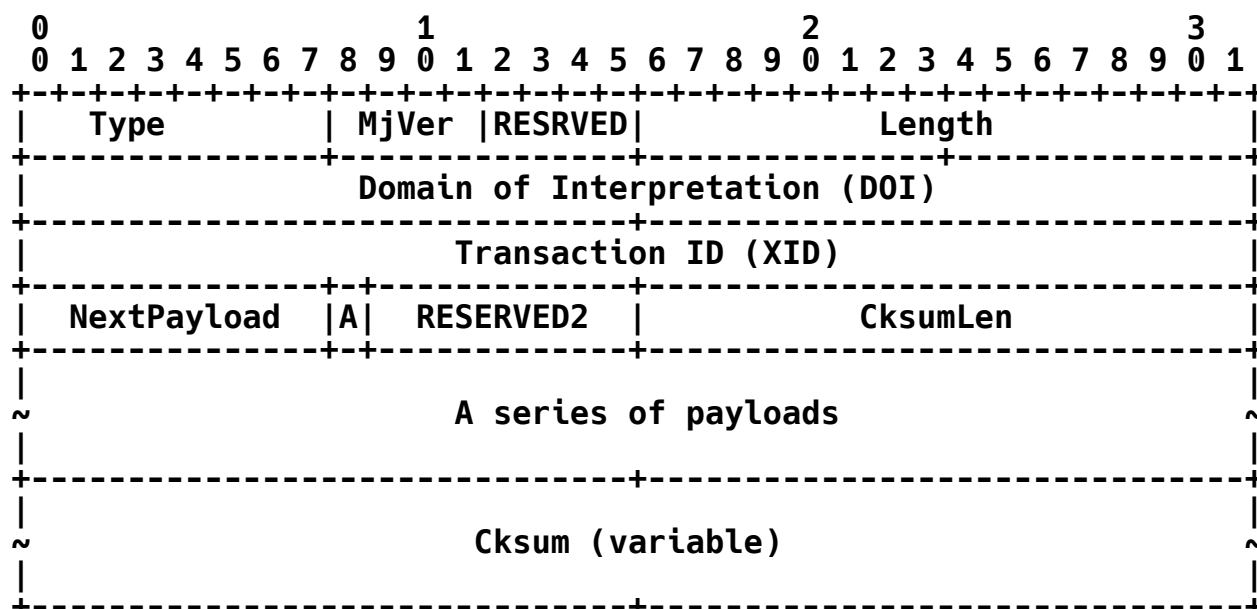 0 1 2 3
0 1 2 3 4 5 6 7 8 9 0 1 2 3 4 5 6 7 8 9 0 1 2 3 4 5 6 7 8 9 0 1
+-+-+-+-+-+-+-+-+-+-+-+-+-+-+-+-+-+-+-+-+-+-+-+-+-+-+-+-+-+-+-+-+
|   Type        | MjVer |RESRVED|            Length             |
+---------------+---------------+---------------+---------------+
|                 Domain of Interpretation (DOI)                |
+-------------------------------+-------------------------------+
|                      Transaction ID (XID)                     |
+---------------+-+-------------+-------------------------------+
|  NextPayload  |A|  RESERVED2  |           CksumLen            |
+---------------+-+-------------+-------------------------------+
|                                                               |
~                      A series of payloads                     ~
|                                                               |
+-------------------------------+-------------------------------+
|                                                               |
~                       Cksum (variable)                        ~
|                                                               |
+-------------------------------+-------------------------------+